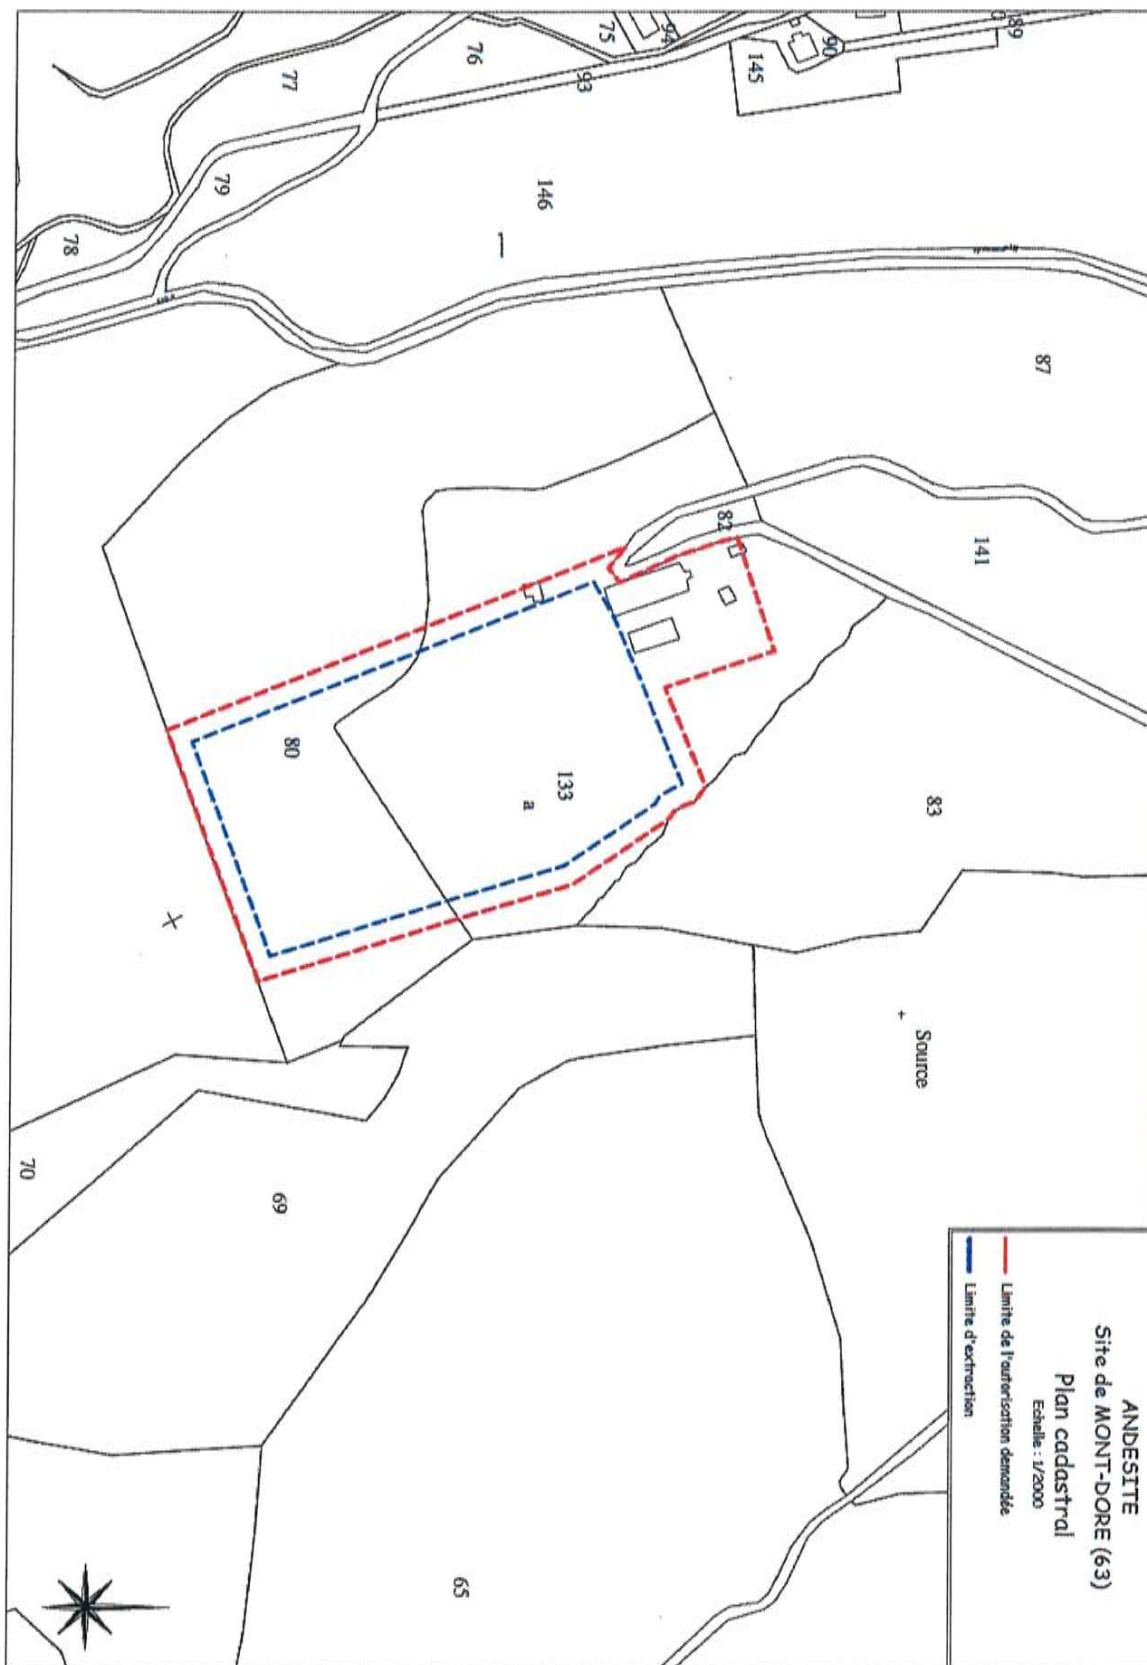 ANDESITE
Site de MONT-DORE (63)
Plan cadastral
Echelle : 1/2000
Limite de l'autorisation demandée
Limite d'extraction
89
90
145
94
75
93
76
77
79
78
146
87
141
82
83
133
a
80
Source
70
69
65